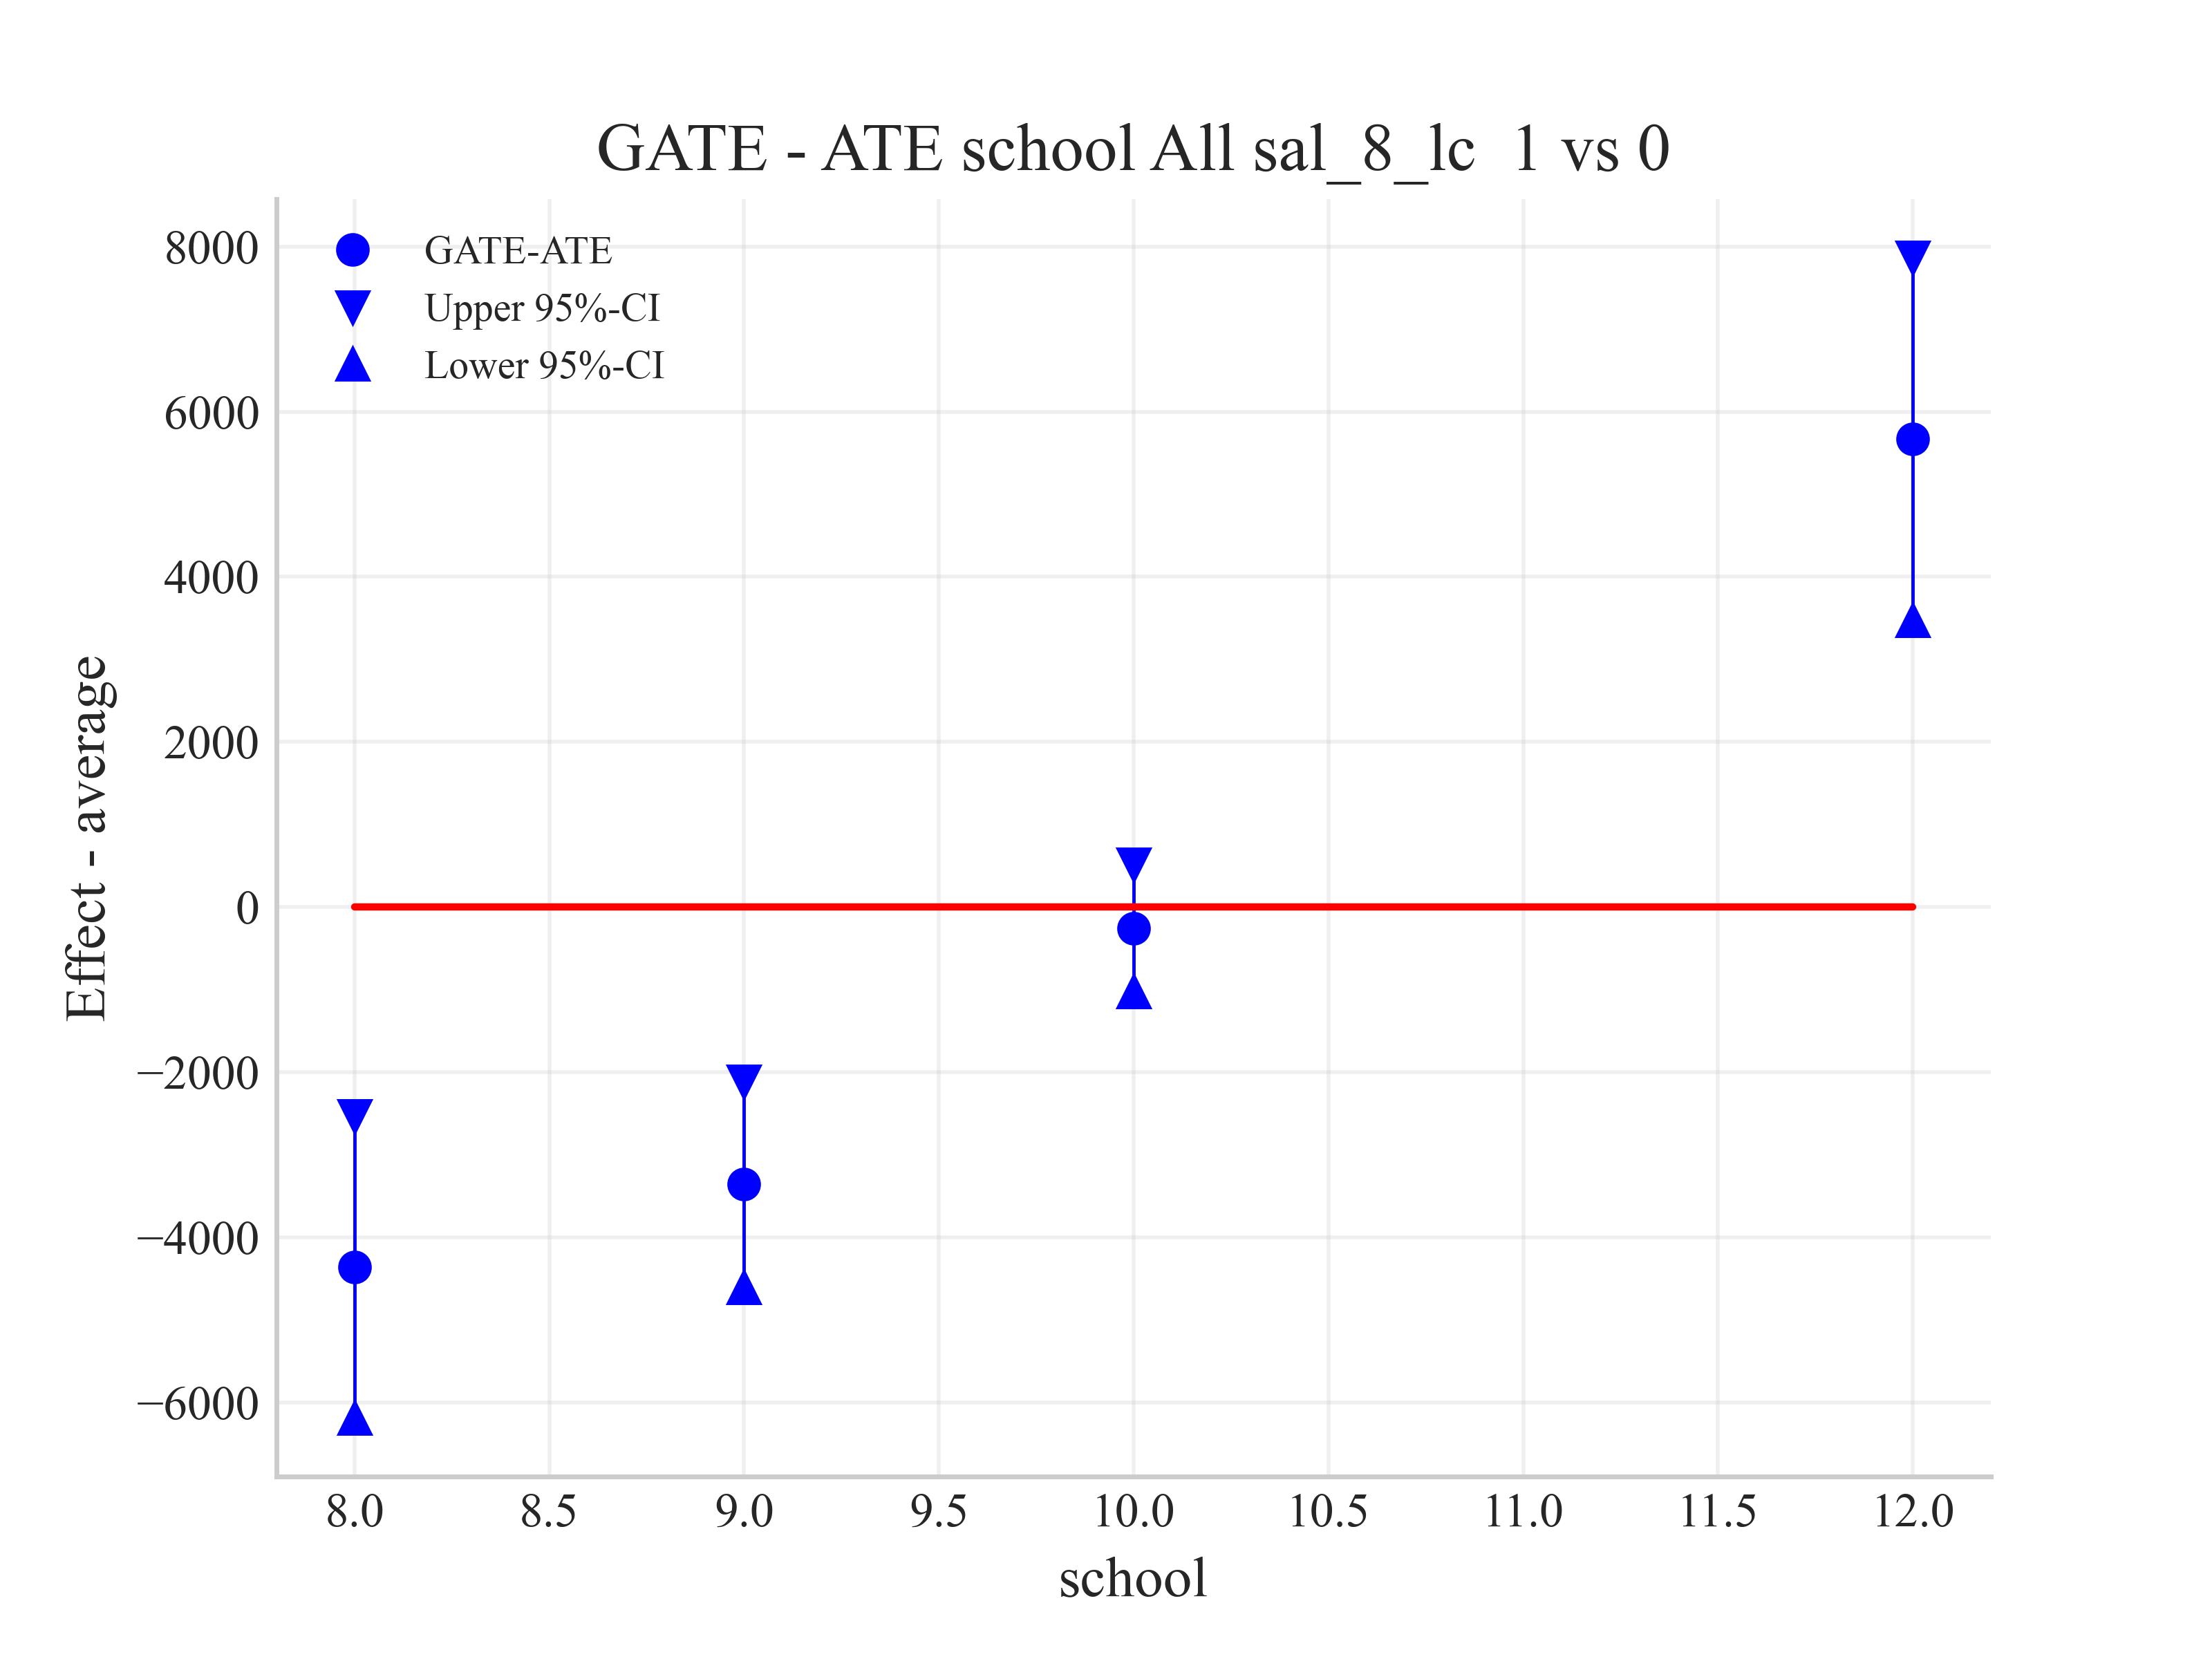 GATE - ATE school All sal_8_lc  1 vs 0
GATE-ATE
Upper 95%-CI
Lower 95%-CI
Effect - average
8000
6000
4000
2000
0
−2000
−4000
−6000
8.0 8.5 9.0 9.5 10.0 10.5 11.0 11.5 12.0
school